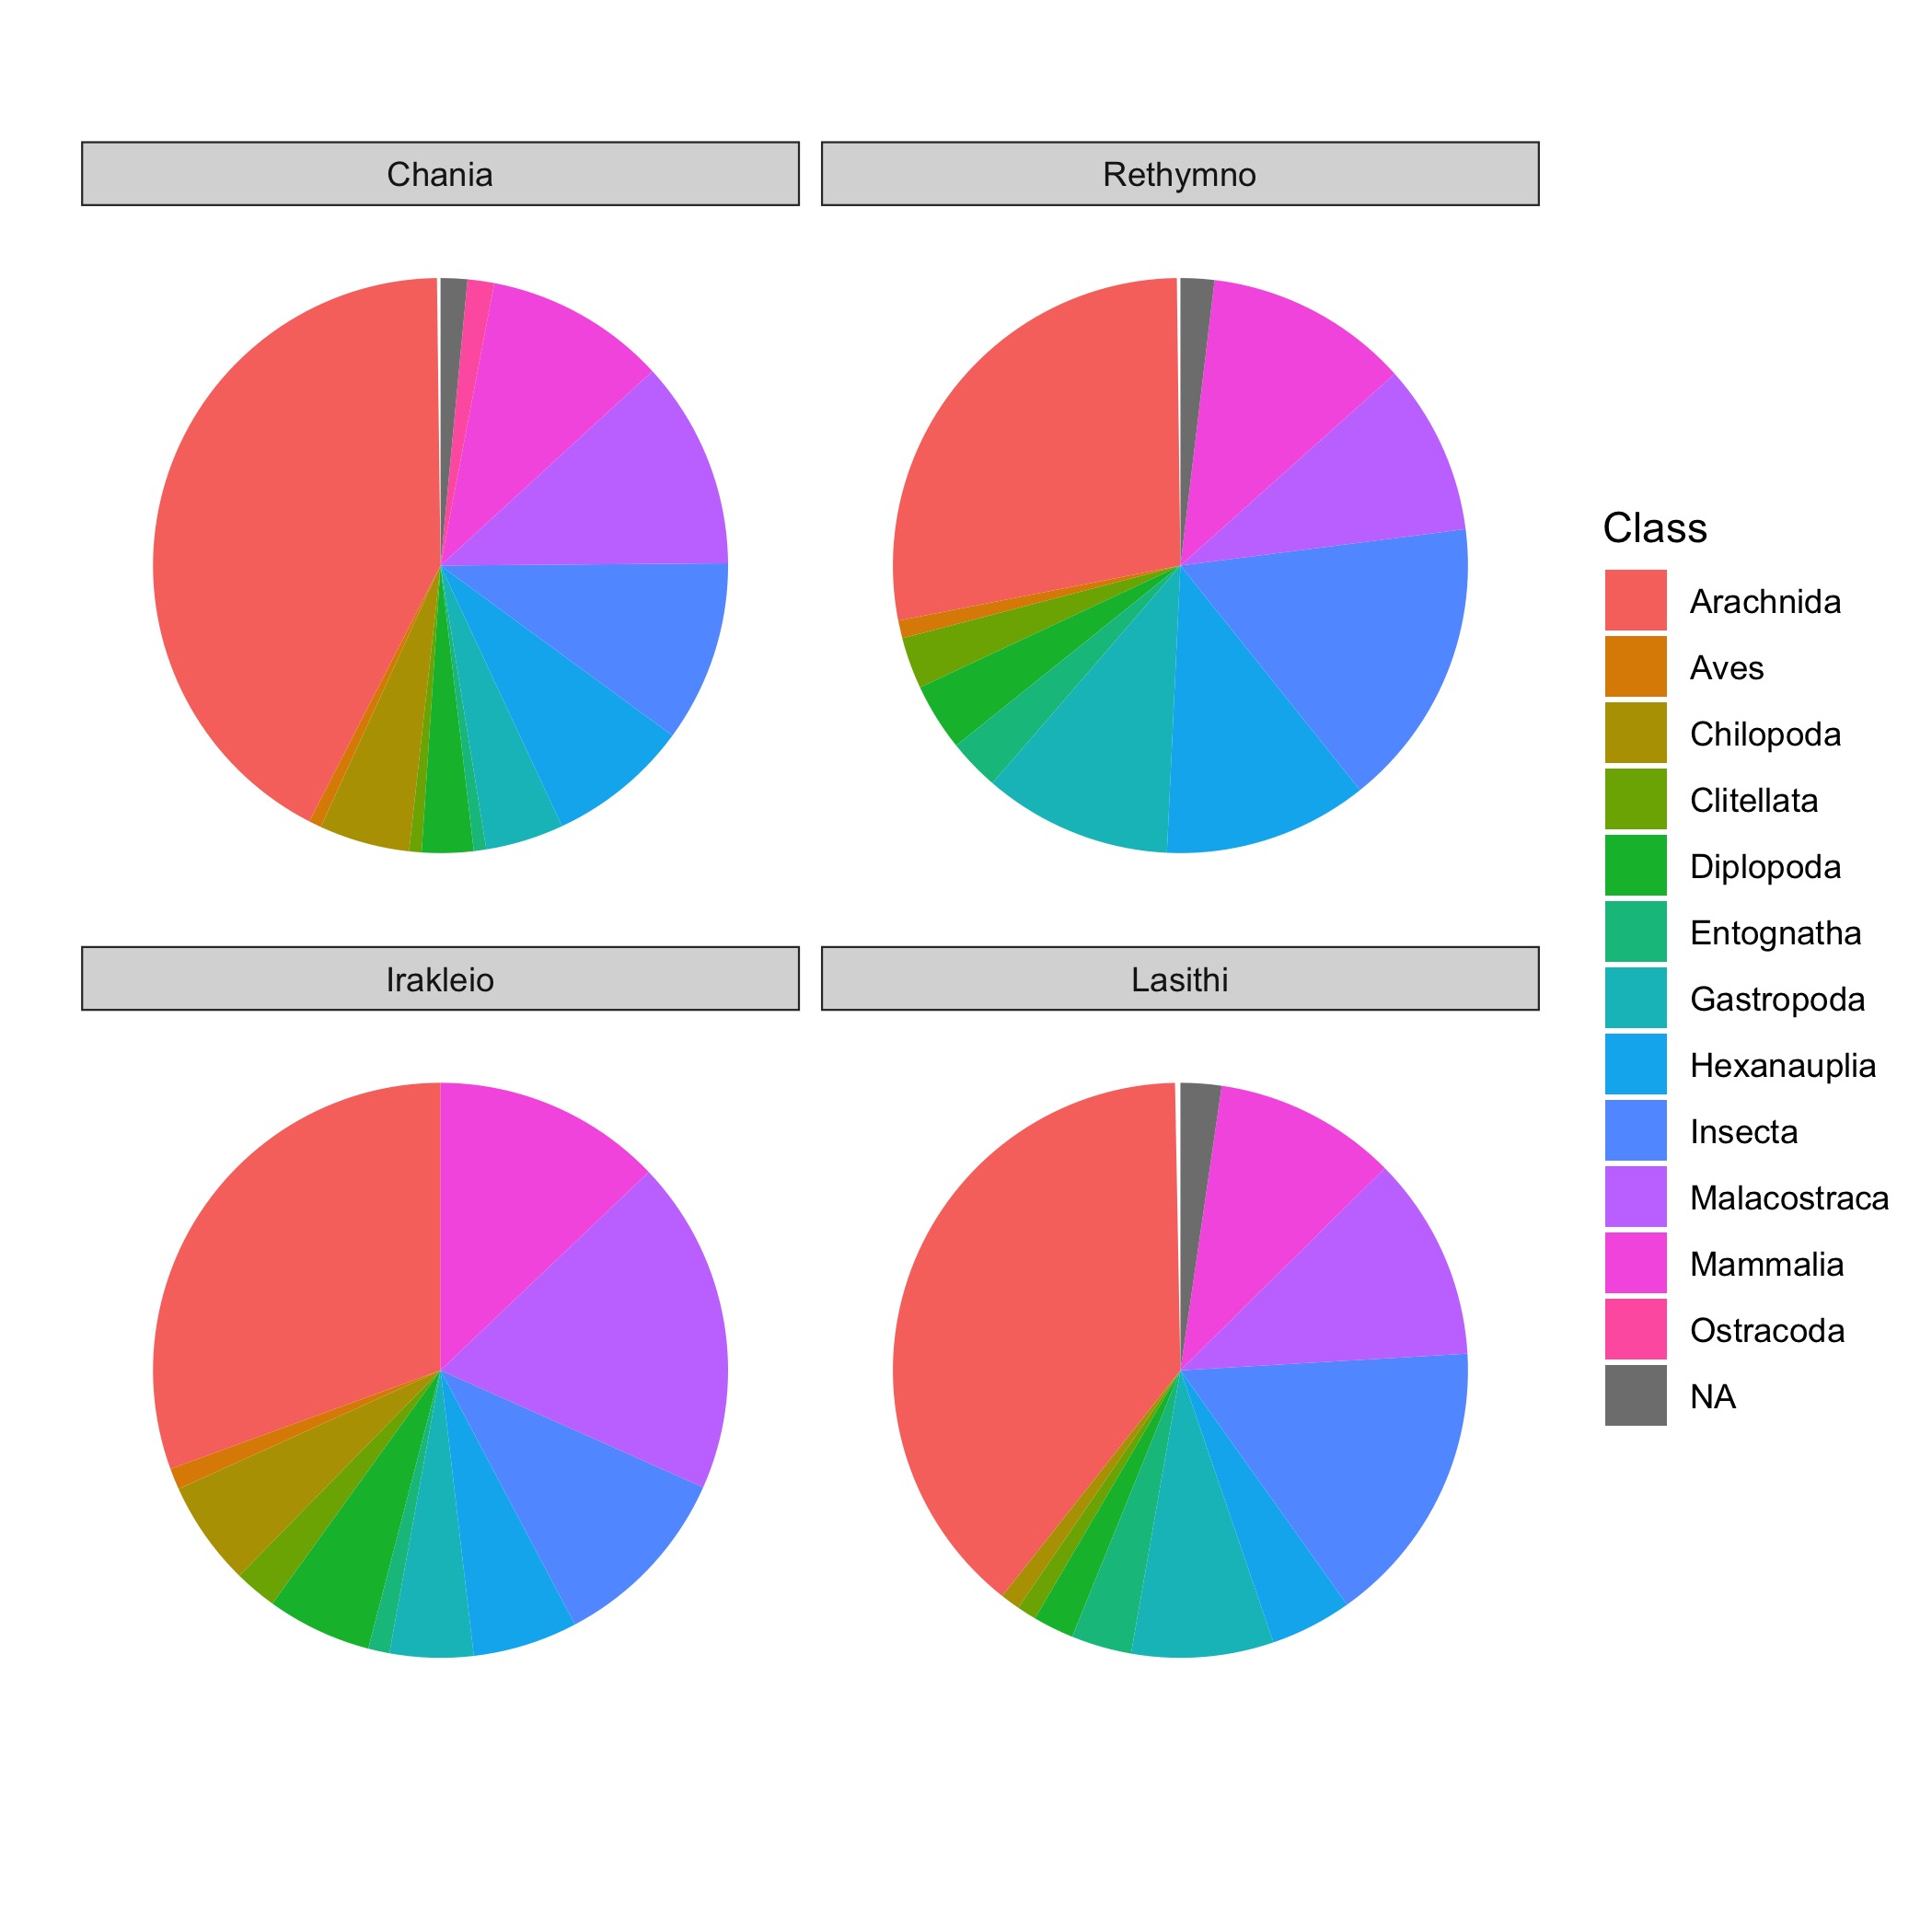 Chania
Rethymno
Irakleio
Lasithi
Class
Arachnida
Aves
Chilopoda
Clitellata
Diplopoda
Entognatha
Gastropoda
Hexanauplia
Insecta
Malacostraca
Mammalia
Ostracoda
NA